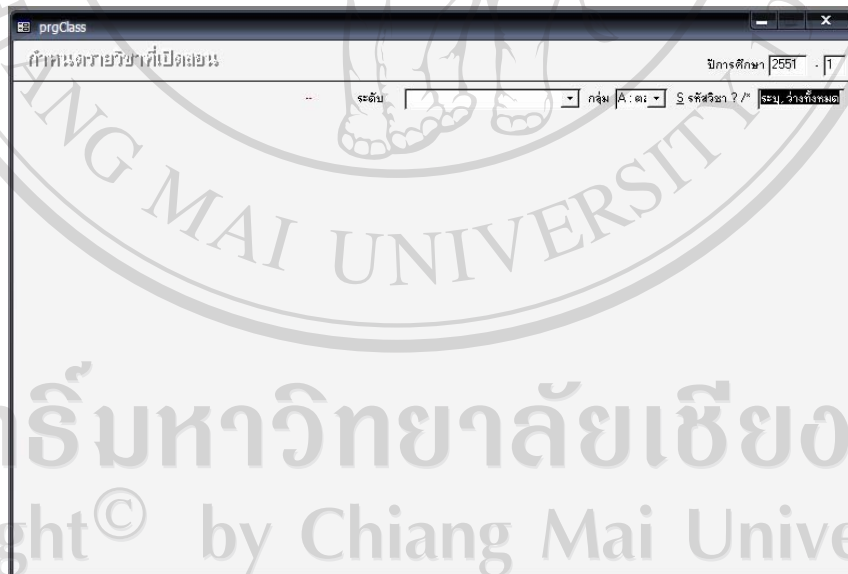 prgClass
กำหนดรายวิชาที่เปิดสอน
ปีการศึกษา 2551 - 1
-- ระดับ กลุ่ม A : ตะ S รหัสวิชา ? /* ระบุ, ว่างทั้งหมด
ANG MAI UNIVERSITY
ทธิ์มหาวิทยาลัยเชียง
ght© by Chiang Mai Unive